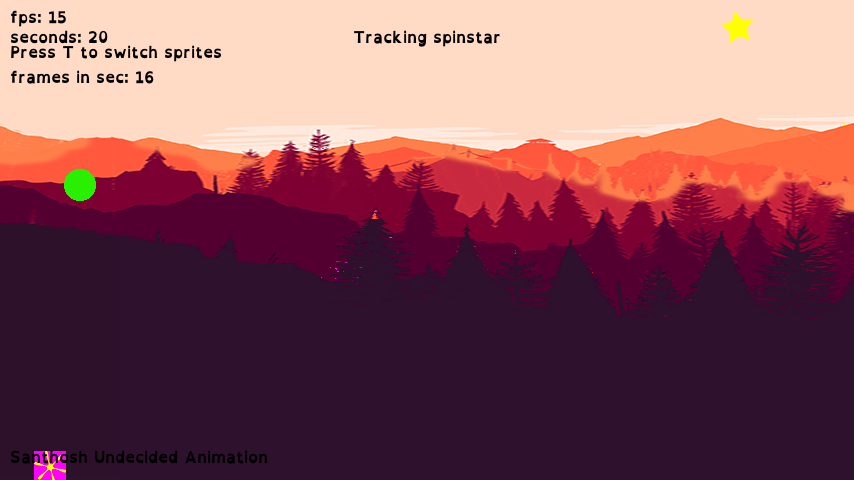 fps: 15
seconds: 20
Press T to switch sprites
frames in sec: 16
Tracking spinstar
Santhosh Undecided Animation